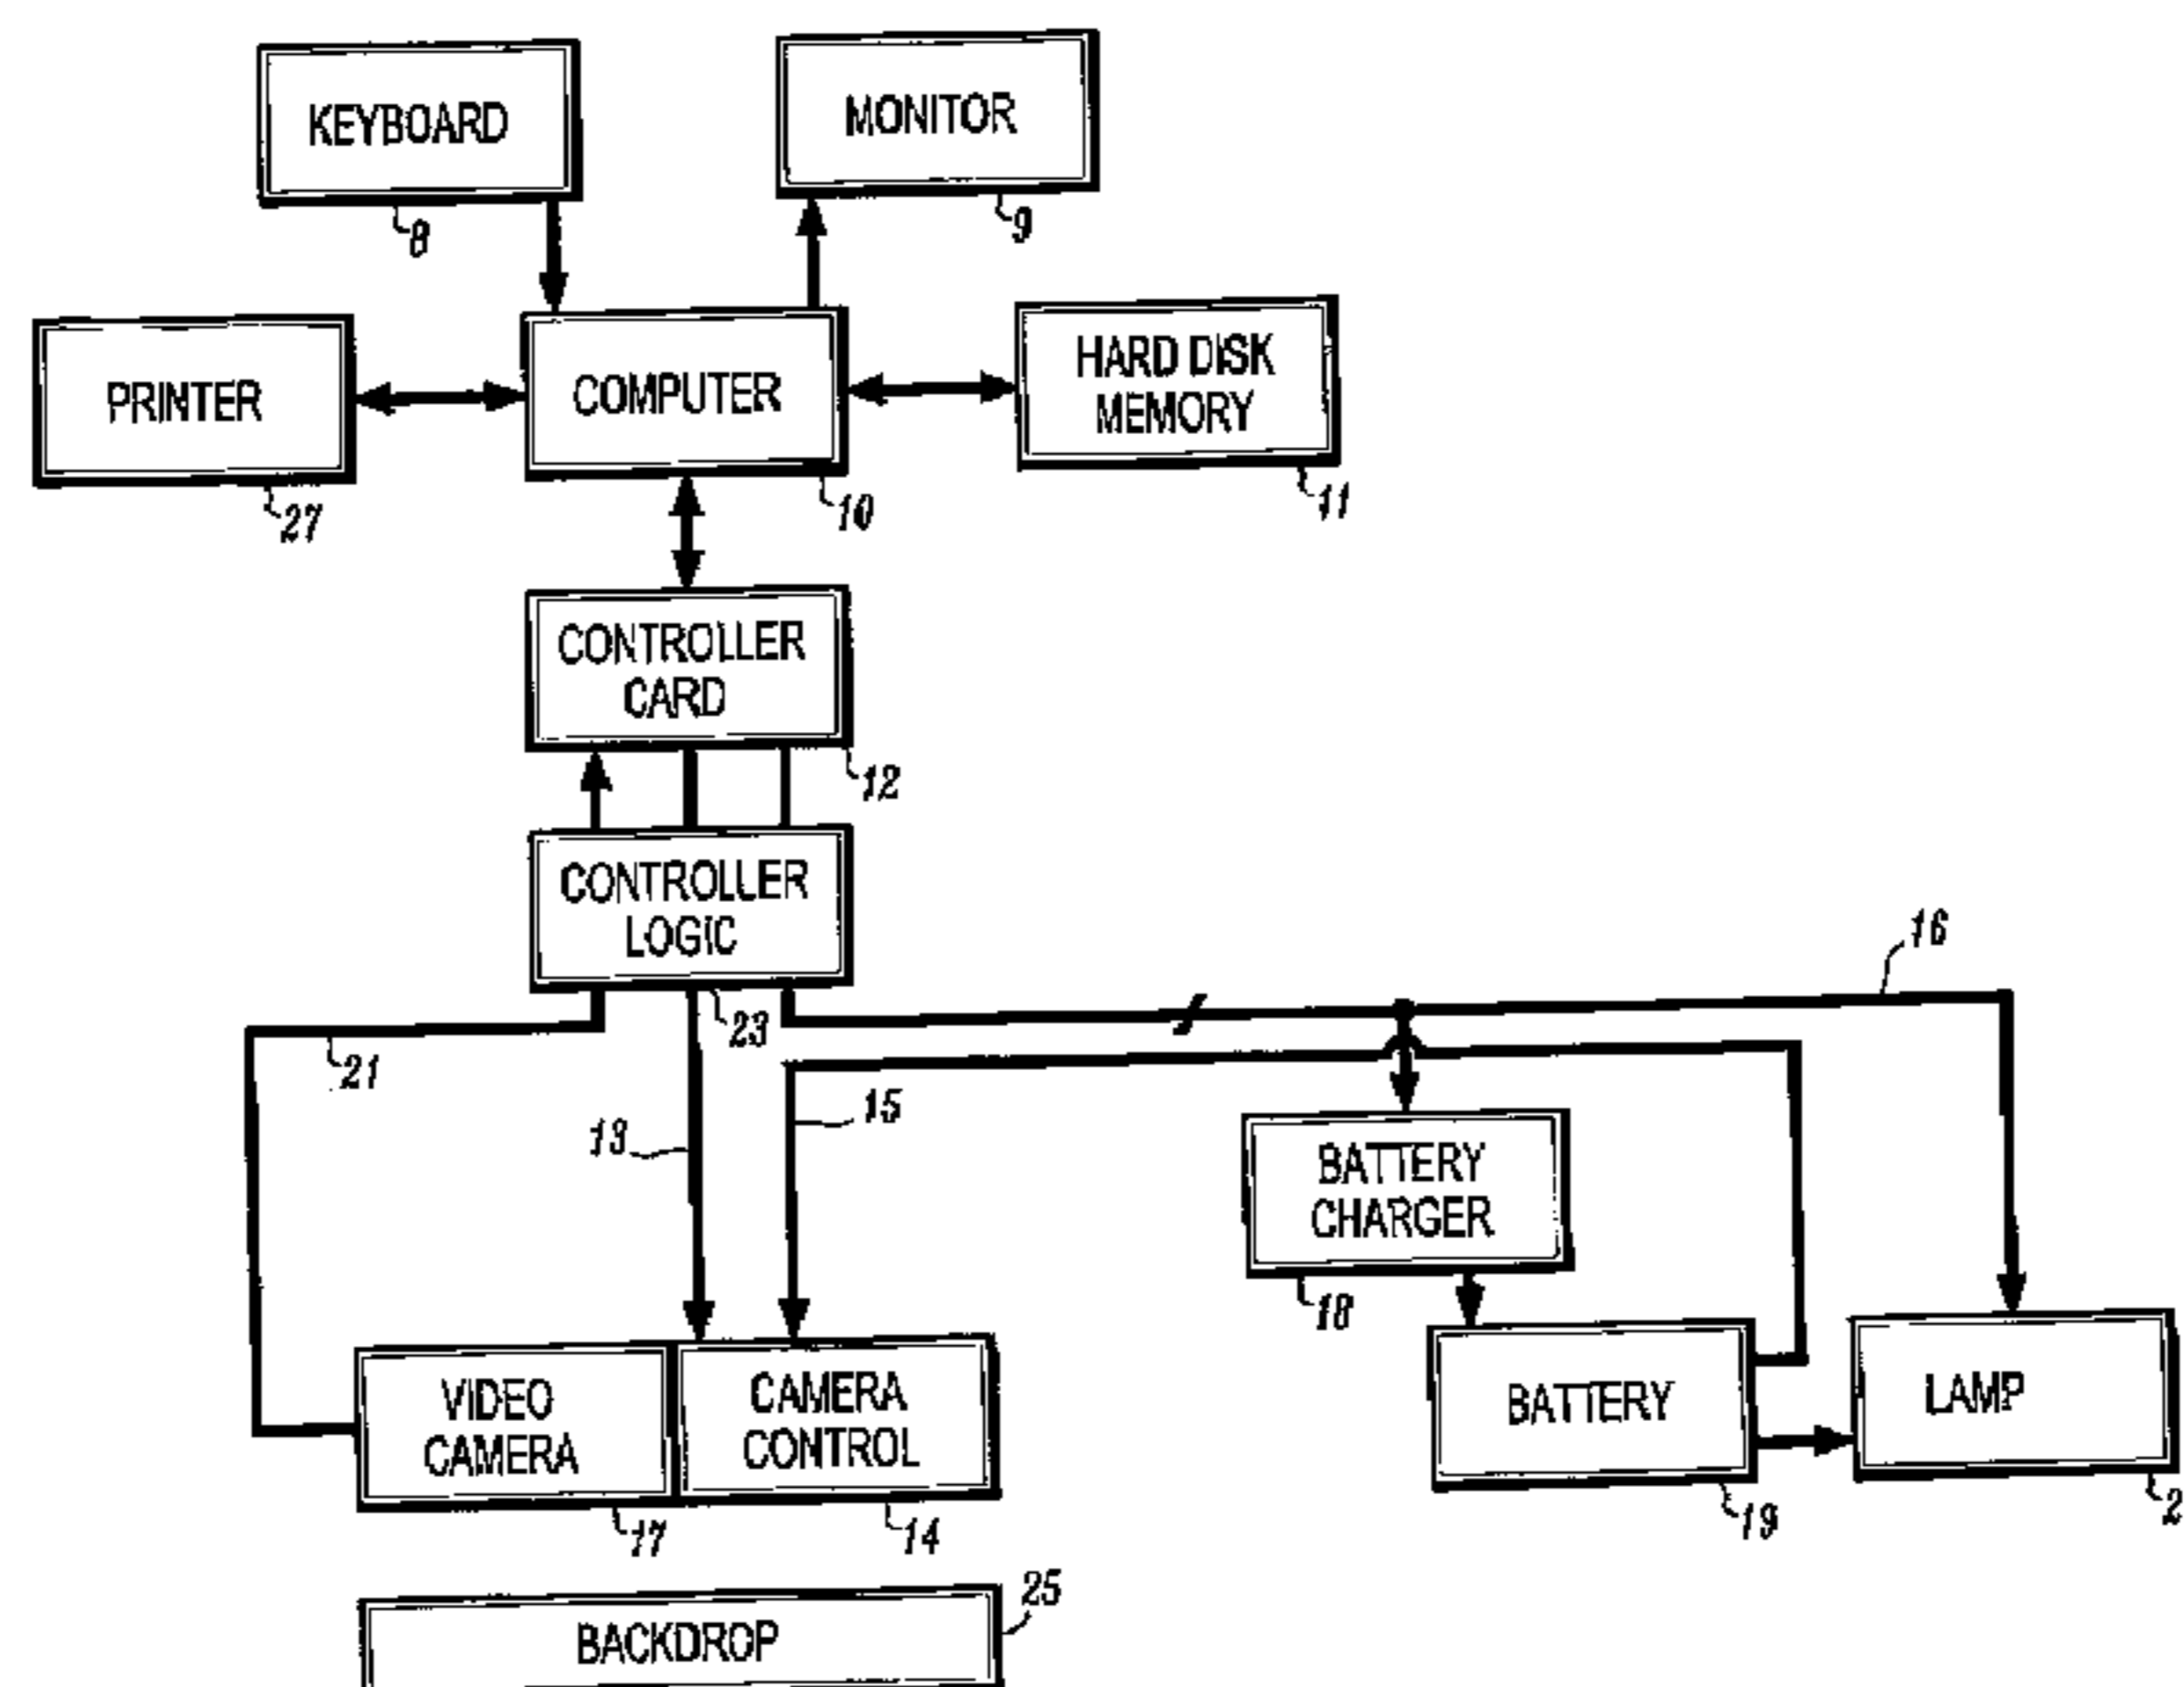 KEYBOARD
MONITOR
8
9
PRINTER
COMPUTER
HARD DISK
MEMORY
27
10
11
CONTROLLER
CARD
12
CONTROLLER
LOGIC
16
23
21
15
13
BATTERY
CHARGER
18
VIDEO
CAMERA
CAMERA
CONTROL
BATTERY
LAMP
17
14
19
2
25
BACKDROP